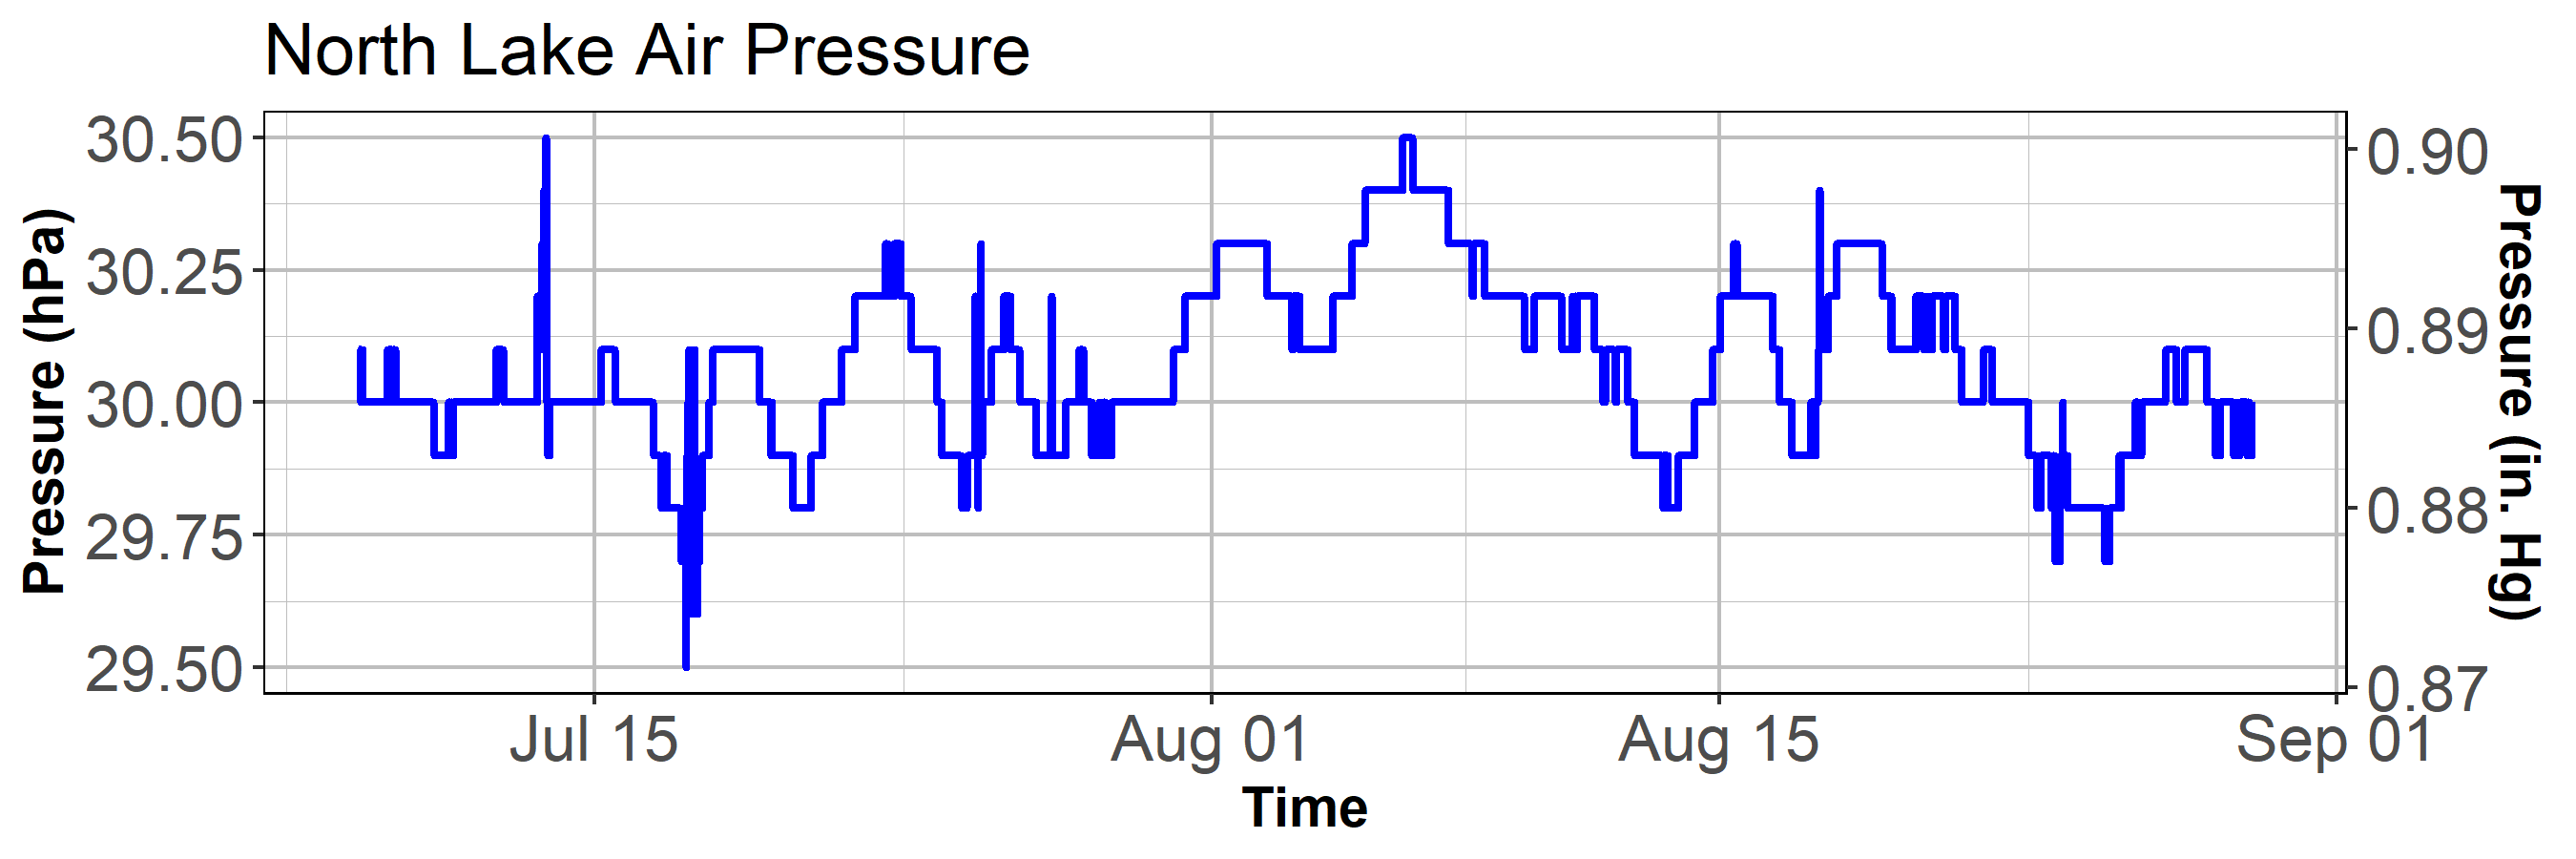 North Lake Air Pressure
Pressure (hPa)
30.50
30.25
30.00
29.75
29.50
0.90
0.89
0.88
0.87
Pressure (in. Hg)
Jul 15
Aug 01
Aug 15
Sep 01
Time